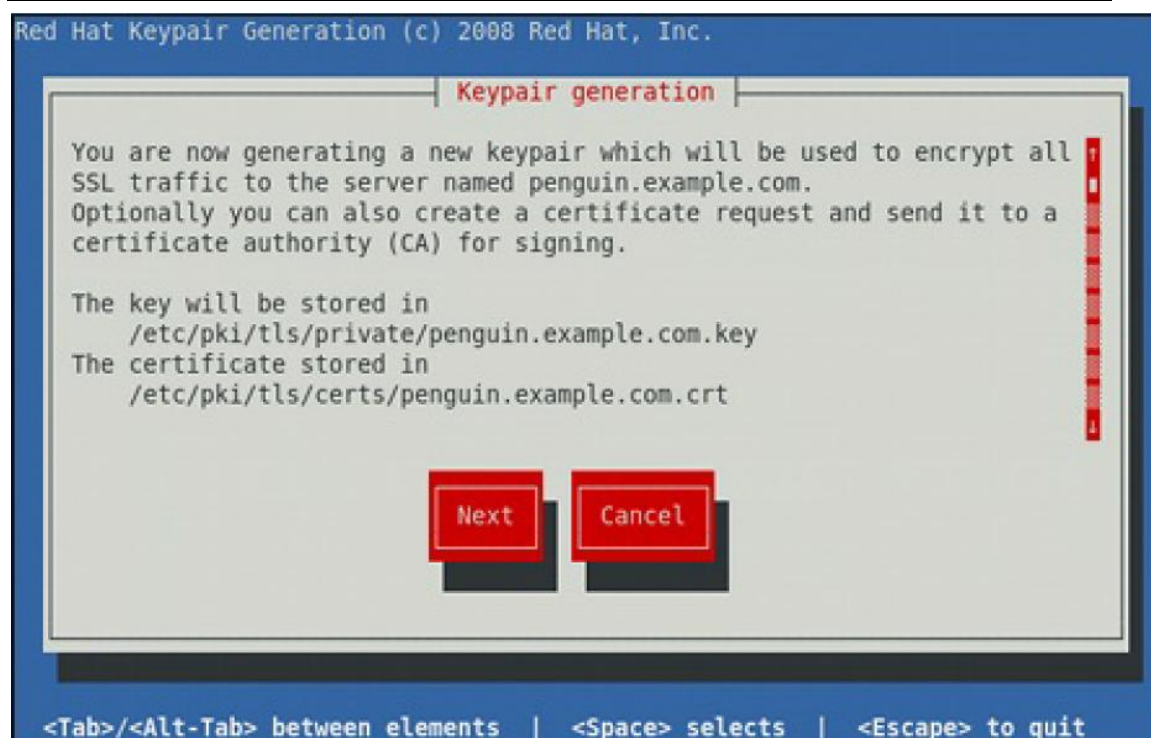 Red Hat Keypair Generation (c) 2008 Red Hat, Inc.
Keypair generation
You are now generating a new keypair which will be used to encrypt all
SSL traffic to the server named penguin.example.com.
Optionally you can also create a certificate request and send it to a
certificate authority (CA) for signing.
The key will be stored in
/etc/pki/tls/private/penguin.example.com.key
The certificate stored in
/etc/pki/tls/certs/penguin.example.com.crt
Next Cancel
<Tab>/<Alt-Tab> between elements | <Space> selects | <Escape> to quit